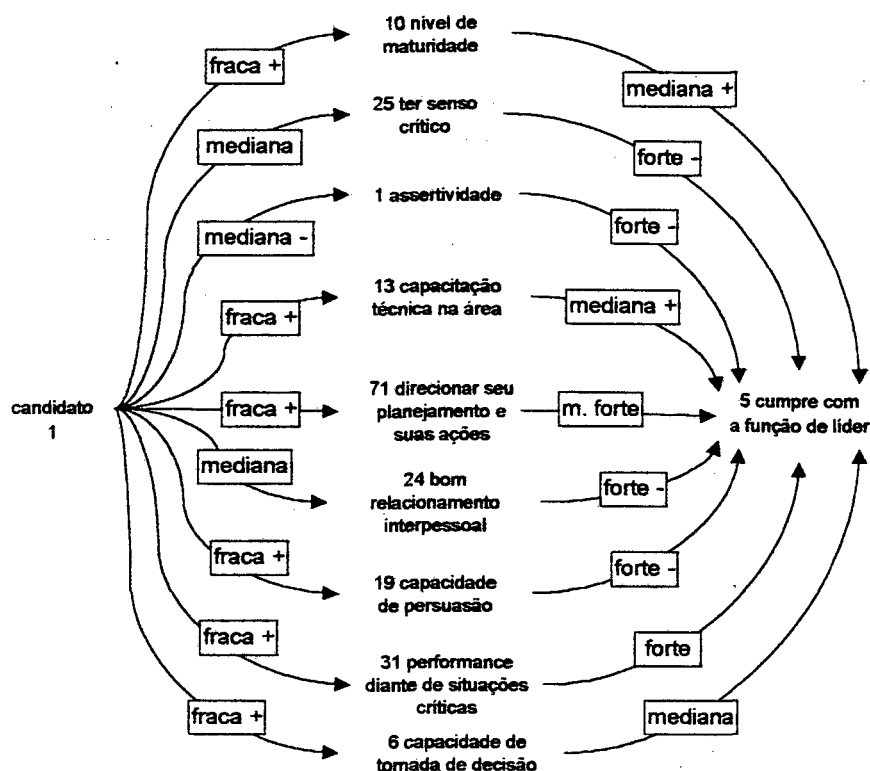 10 nivel de
maturidade
fraca +
mediana +
25 ter senso
crítico
mediana
forte -
1 assertividade
mediana -
forte -
13 capacitação
técnica na área
fraca +
mediana +
71 direcionar seu
planejamento e
suas ações
candidato
1
fraca +
m. forte
5 cumpre com
a função de líder
mediana
24 bom
relacionamento
interpessoal
forte -
fraca +
19 capacidade
de persuasão
forte -
fraca +
31 performance
diante de situações
críticas
forte
fraca +
6 capacidade de
tomada de decisão
mediana